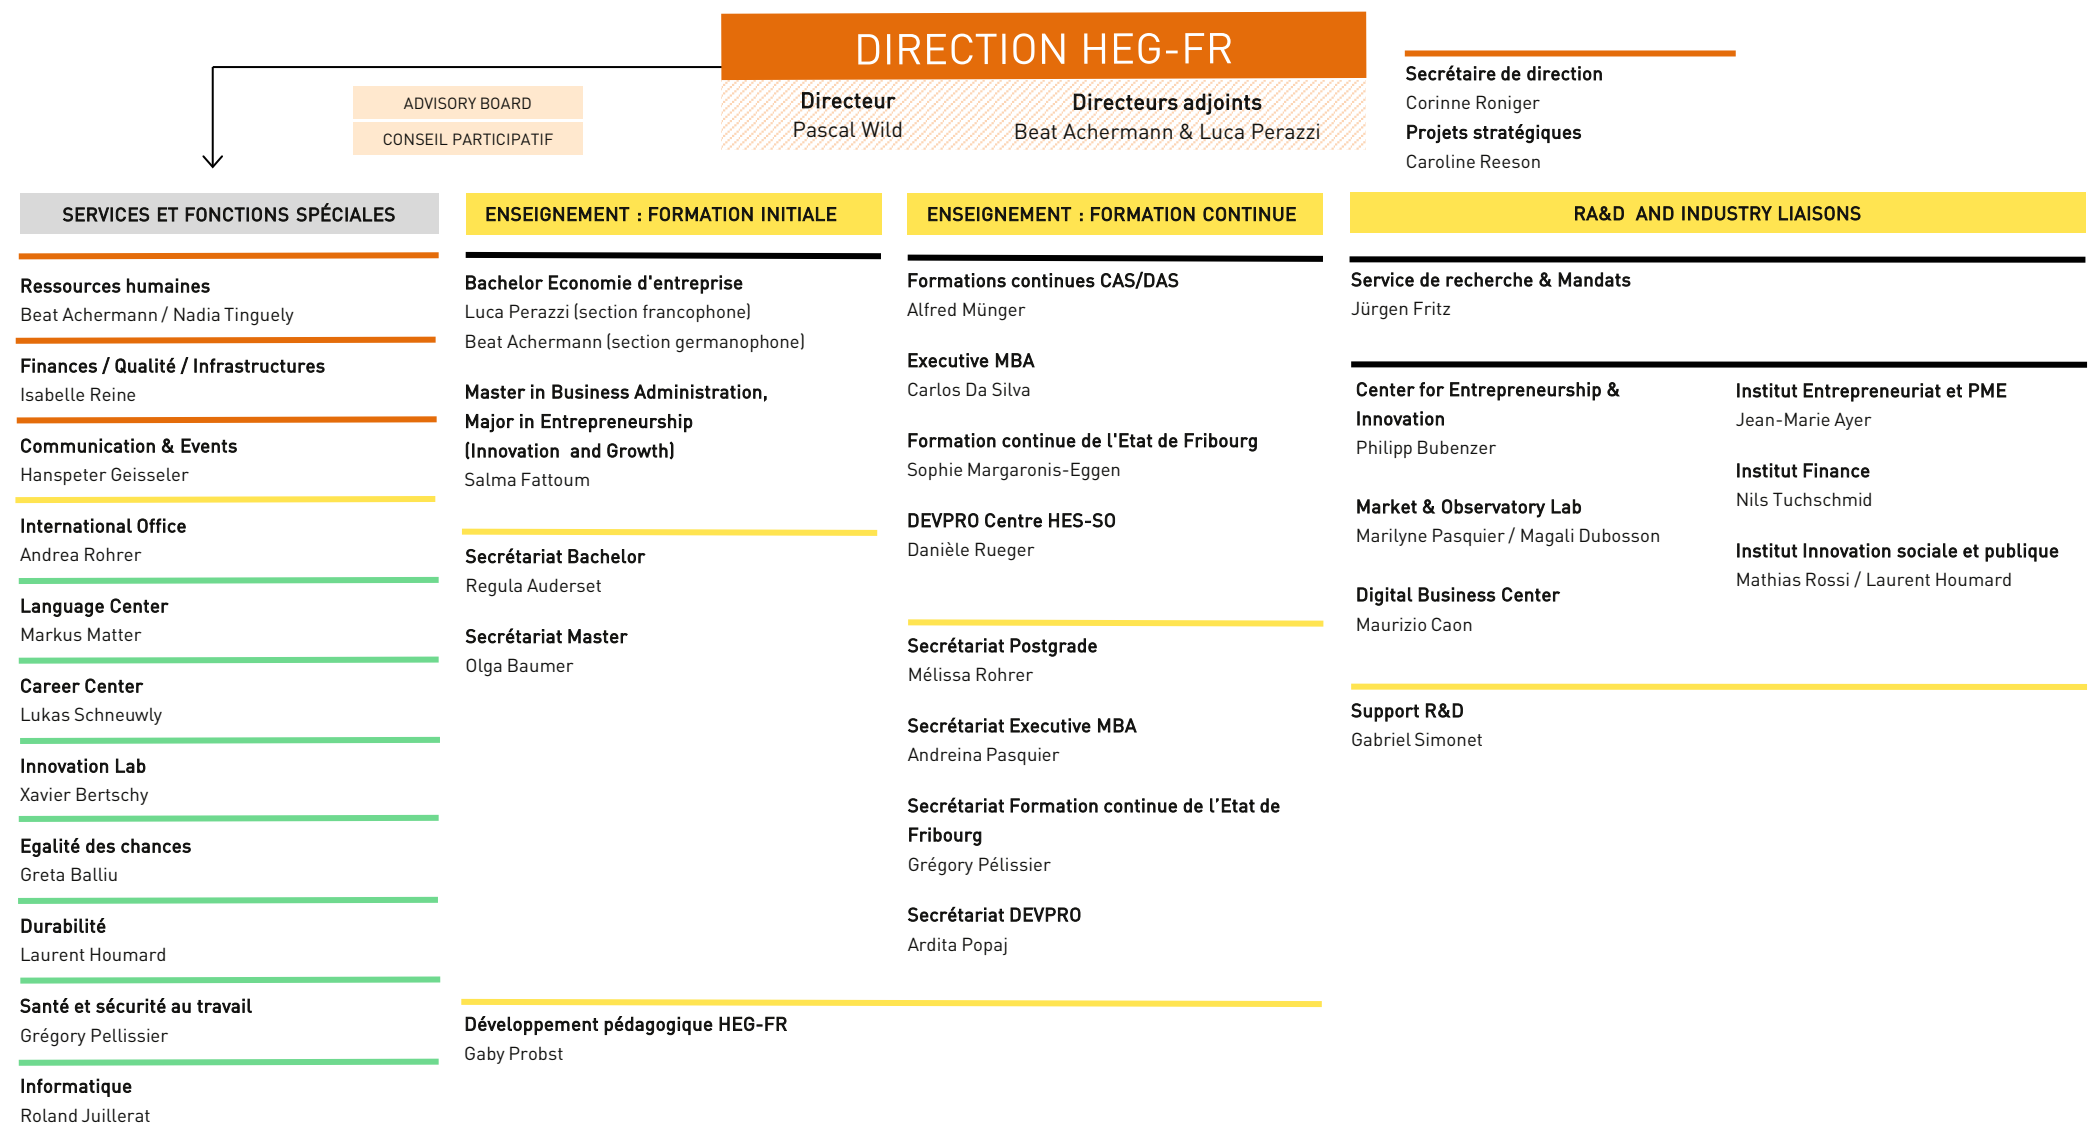 DIRECTION HEG-FR
Directeur
Pascal Wild
Directeurs adjoints
Beat Achermann & Luca Perazzi
Secrétaire de direction
Corinne Roniger
Projets stratégiques
Caroline Reeson
ADVISORY BOARD
CONSEIL PARTICIPATIF
SERVICES ET FONCTIONS SPÉCIALES
Ressources humaines
Beat Achermann / Nadia Tinguely
Finances / Qualité / Infrastructures
Isabelle Reine
Communication & Events
Hanspeter Geisseler
International Office
Andrea Rohrer
Language Center
Markus Matter
Career Center
Lukas Schneuwly
Innovation Lab
Xavier Bertschy
Egalité des chances
Greta Balliu
Durabilité
Laurent Houmard
Santé et sécurité au travail
Grégory Pellissier
Informatique
Roland Juillerat
ENSEIGNEMENT : FORMATION INITIALE
Bachelor Economie d'entreprise
Luca Perazzi (section francophone)
Beat Achermann (section germanophone)
Master in Business Administration,
Major in Entrepreneurship
(Innovation and Growth)
Salma Fattoum
Secrétariat Bachelor
Regula Auderset
Secrétariat Master
Olga Baumer
ENSEIGNEMENT : FORMATION CONTINUE
Formations continues CAS/DAS
Alfred Münger
Executive MBA
Carlos Da Silva
Formation continue de l'Etat de Fribourg
Sophie Margaronis-Eggen
DEVPRO Centre HES-SO
Danièle Rueger
Secrétariat Postgrade
Mélissa Rohrer
Secrétariat Executive MBA
Andreina Pasquier
Secrétariat Formation continue de l’Etat de
Fribourg
Grégory Pélissier
Secrétariat DEVPRO
Ardita Popaj
Développement pédagogique HEG-FR
Gaby Probst
RA&D AND INDUSTRY LIAISONS
Service de recherche & Mandats
Jürgen Fritz
Center for Entrepreneurship &
Innovation
Philipp Bubenzer
Market & Observatory Lab
Marilyne Pasquier / Magali Dubosson
Digital Business Center
Maurizio Caon
Institut Entrepreneuriat et PME
Jean-Marie Ayer
Institut Finance
Nils Tuchschmid
Institut Innovation sociale et publique
Mathias Rossi / Laurent Houmard
Support R&D
Gabriel Simonet